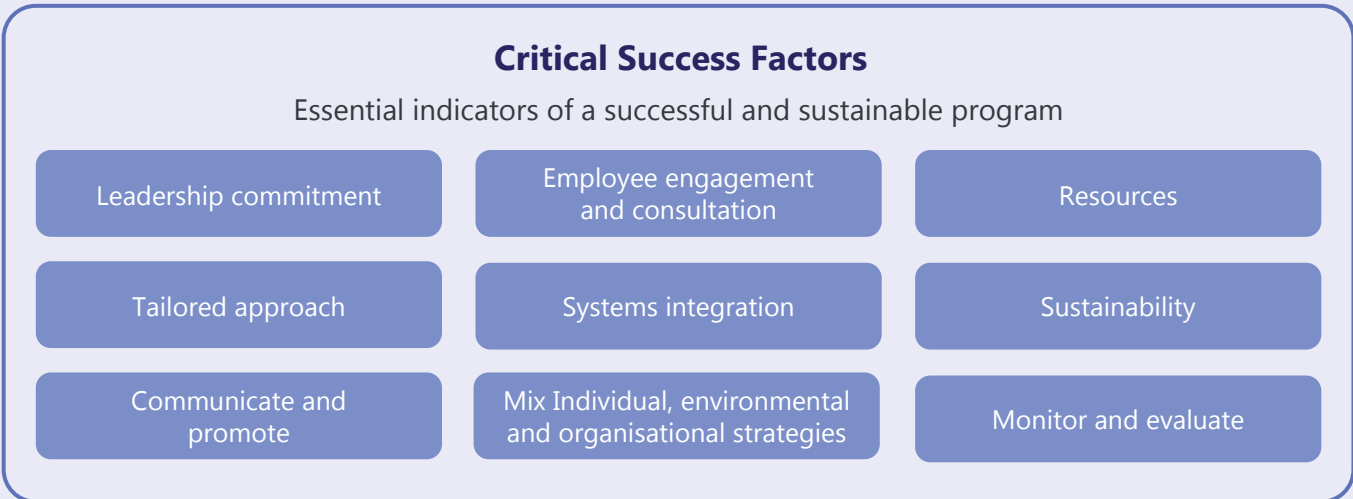 Critical Success Factors
Essential indicators of a successful and sustainable program
Leadership commitment
Employee engagement
and consultation
Resources
Tailored approach
Systems integration
Sustainability
Communicate and
promote
Mix Individual, environmental
and organisational strategies
Monitor and evaluate